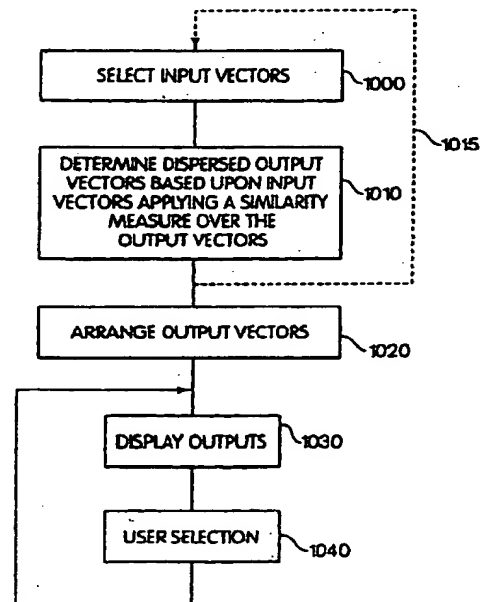 SELECT INPUT VECTORS
1000
1015
DETERMINE DISPERSED OUTPUT
VECTORS BASED UPON INPUT
VECTORS APPLYING A SIMILARITY
MEASURE OVER THE
OUTPUT VECTORS
1010
ARRANGE OUTPUT VECTORS
1020
DISPLAY OUTPUTS
1030
USER SELECTION
1040